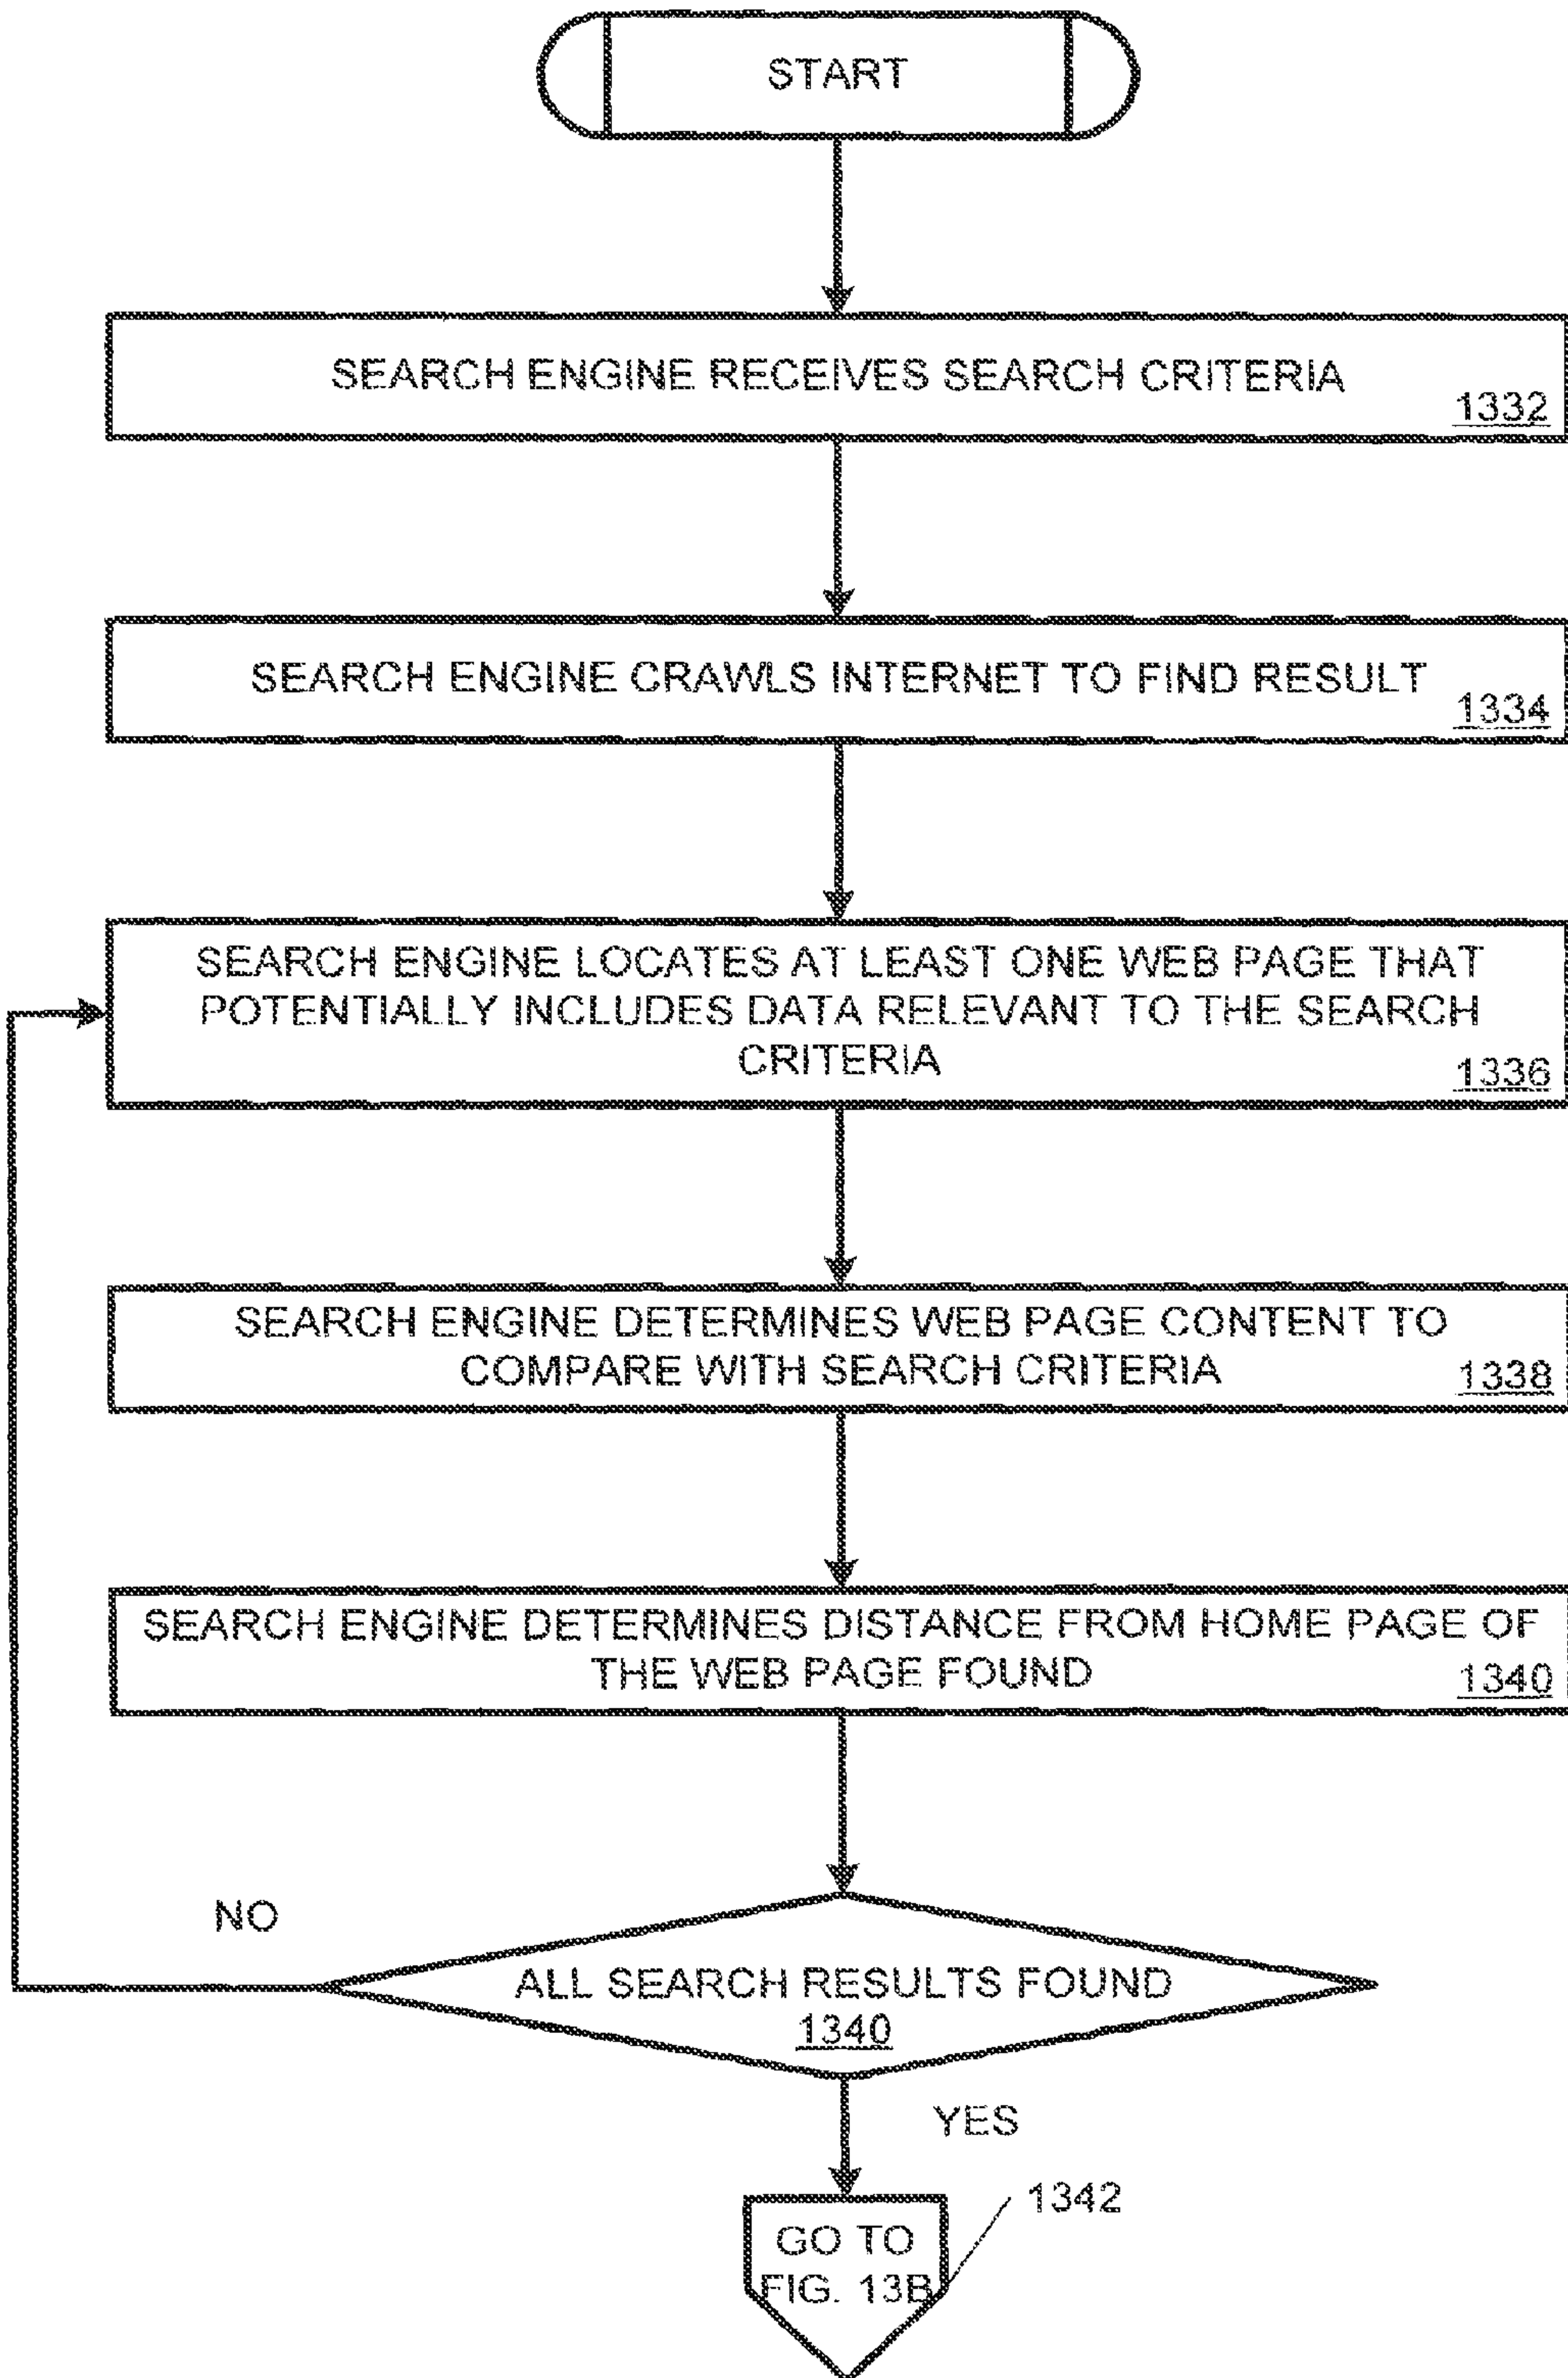 START
SEARCH ENGINE RECEIVES SEARCH CRITERIA
1332
SEARCH ENGINE CRAWLS INTERNET TO FIND RESULT
1334
SEARCH ENGINE LOCATES AT LEAST ONE WEB PAGE THAT
POTENTIALLY INCLUDES DATA RELEVANT TO THE SEARCH
CRITERIA
1336
SEARCH ENGINE DETERMINES WEB PAGE CONTENT TO
COMPARE WITH SEARCH CRITERIA
1338
SEARCH ENGINE DETERMINES DISTANCE FROM HOME PAGE OF
THE WEB PAGE FOUND
1340
NO
ALL SEARCH RESULTS FOUND
1340
YES
1342
GO TO
FIG. 13B